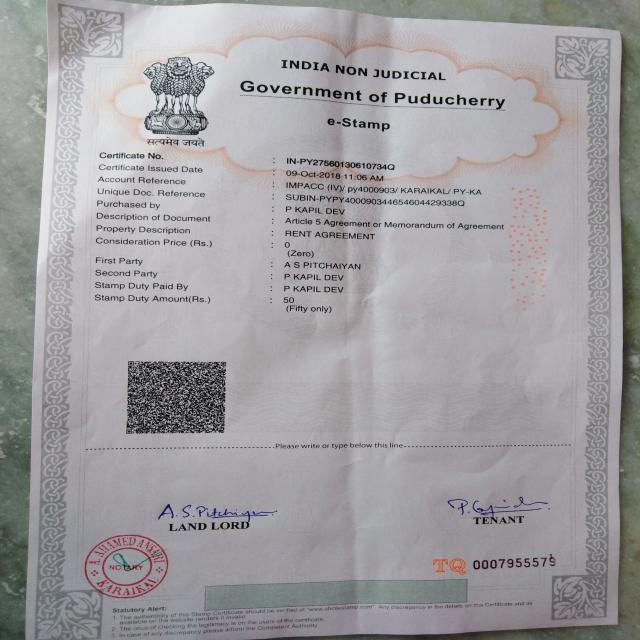 INDIA NON JUDICIAL
Government of Puducherry
e-Stamp
सत्यमेव जयते
Certificate No. : IN-PY27560130610734Q
Certificate Issued Date : 09-Oct-2018 11:06 AM
Account Reference : IMPACC (IV)/ py4000903/ KARAIKAL/ PY-KA
Unique Doc. Reference : SUBIN-PYPY400090344654604429338Q
Purchased by : P KAPIL DEV
Description of Document : Article 5 Agreement or Memorandum of Agreement
Property Description : RENT AGREEMENT
Consideration Price (Rs.) : 0
(Zero)
First Party : A S PITCHAIYAN
Second Party : P KAPIL DEV
Stamp Duty Paid By : P KAPIL DEV
Stamp Duty Amount(Rs.) : 50
(Fifty only)
Please write or type below this line
A.S.Pitchiyan
LAND LORD
TENANT
A.AHAMED
NOTARY
KARAIKAL
TQ 0007955579
Statutory Alert:
1. The authenticity of this Stamp Certificate should be verified at "www.shcilestamp.com". Any discrepancy in the details on this Certificate and as
available on the website renders it invalid.
2. The onus of checking the legitimacy is on the users of the certificate.
3. In case of any discrepancy please inform the Competent Authority.